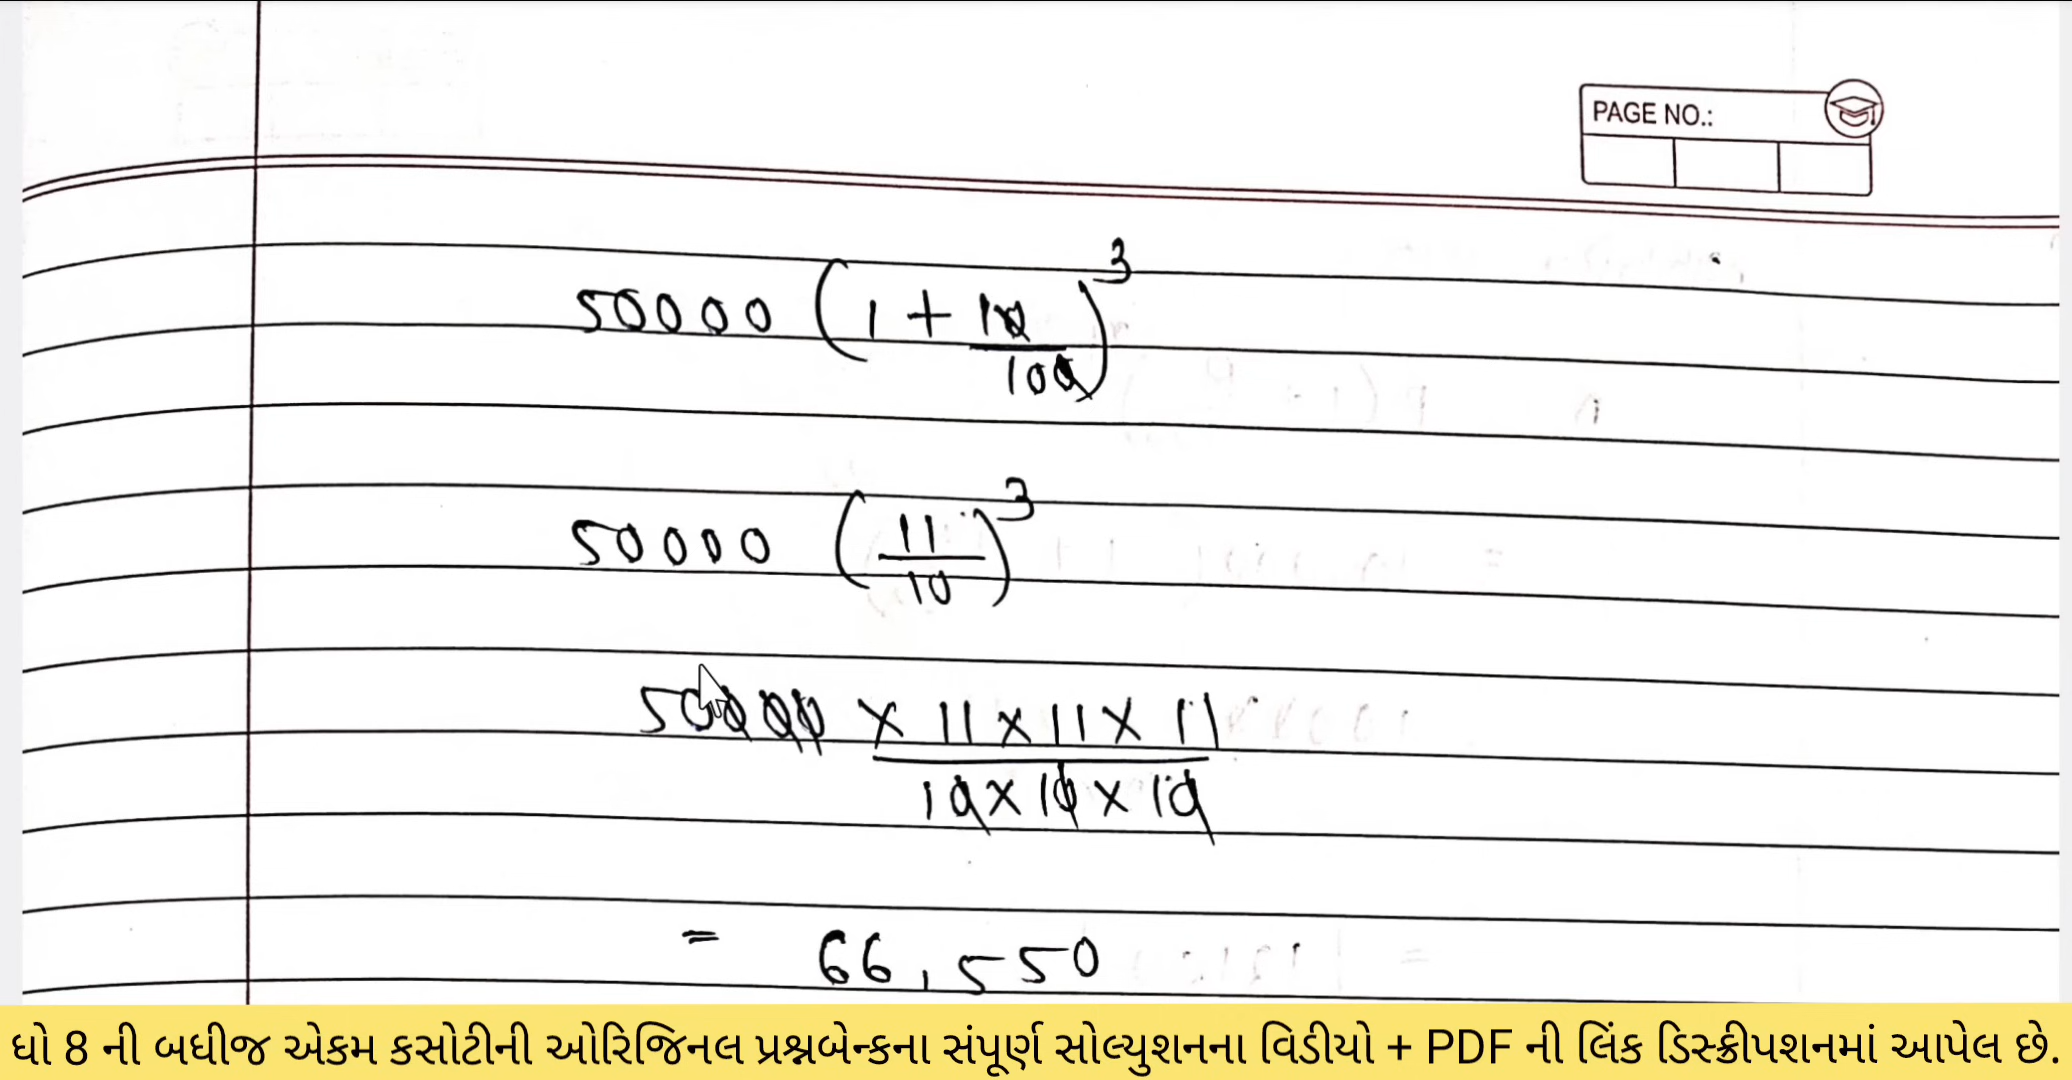 PAGE NO.:
50000 (1 + 10/100)^3
50000 (11/10)^3
50000 × 11 × 11 × 11 / 10 × 10 × 10
= 66,550
ધો 8 ની બધીજ એકમ કસોટીની ઓરિજિનલ પ્રશ્નબેન્કના સંપૂર્ણ સોલ્યુશનના વિડીયો + PDF ની લિંક ડિસ્ક્રીપશનમાં આપેલ છે.